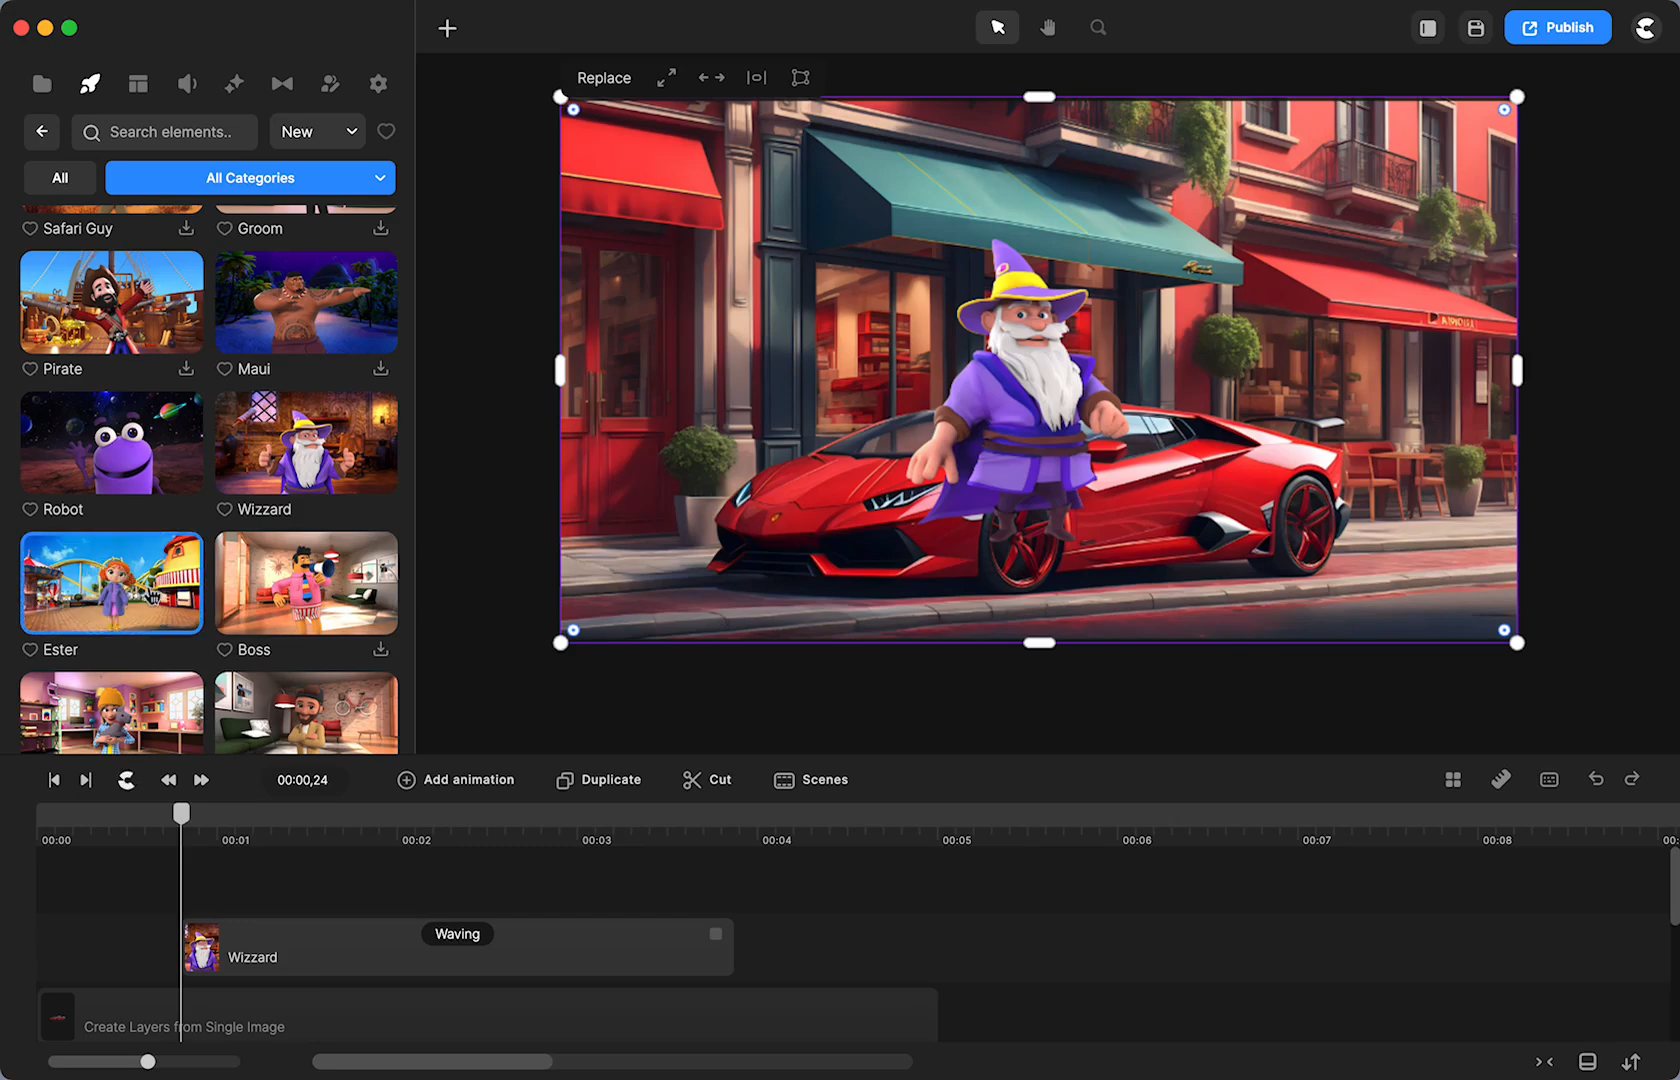 Publish
Replace
Search elements..
New
All
All Categories
Safari Guy
Groom
Pirate
Maui
Robot
Wizzard
Ester
Boss
00:00,24
Add animation
Duplicate
Cut
Scenes
00:00
00:01
00:02
00:03
00:04
00:05
00:06
00:07
00:08
00:
Waving
Wizzard
Create Layers from Single Image